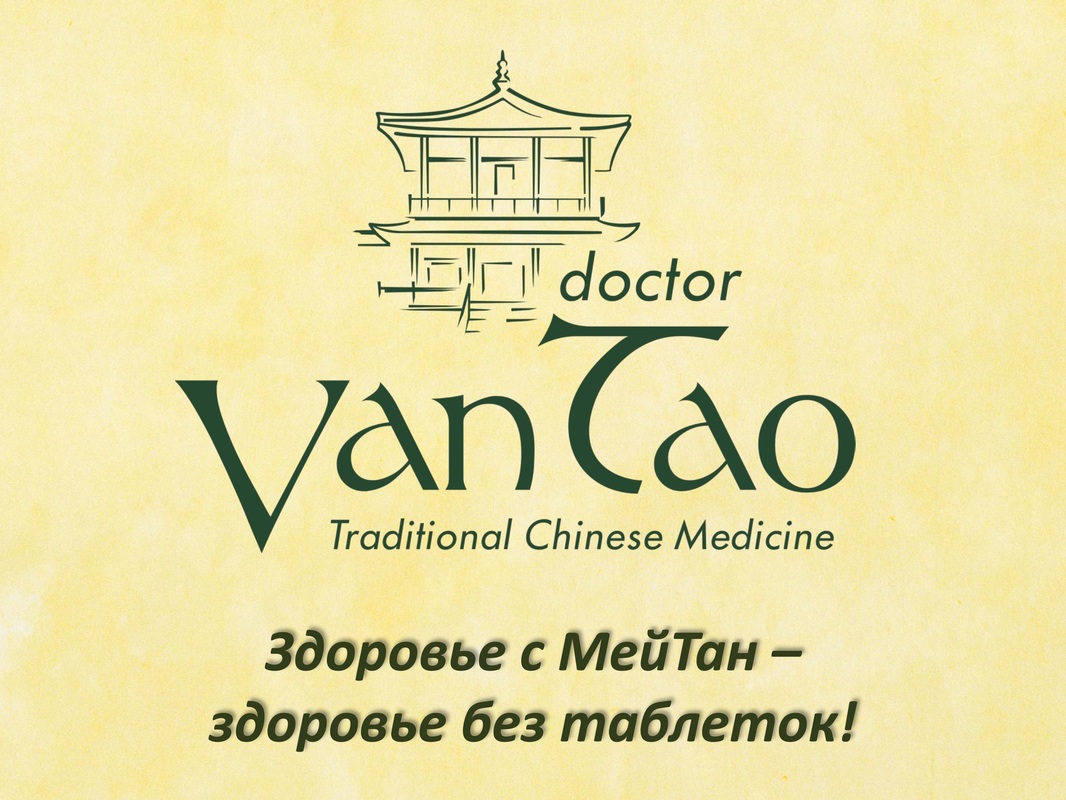 doctor
Van Tao
Traditional Chinese Medicine
Здоровье с МейТан –
здоровье без таблеток!